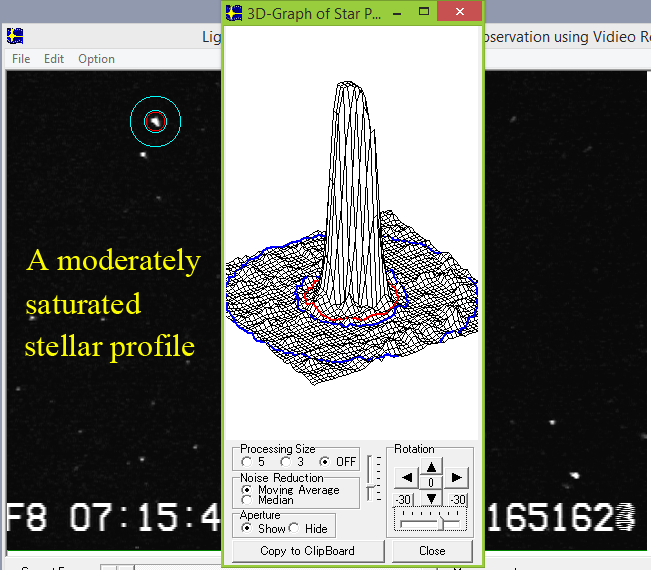 3D-Graph of Star P...
Lig
bservation using Vidieo Re
File Edit Option
A moderately
saturated
stellar profile
Processing Size
5 3 OFF
Noise Reduction
Moving Average
Median
Aperture
Show Hide
Rotation
0
-30 -30
Copy to ClipBoard
Close
F8 07:15:4
165162